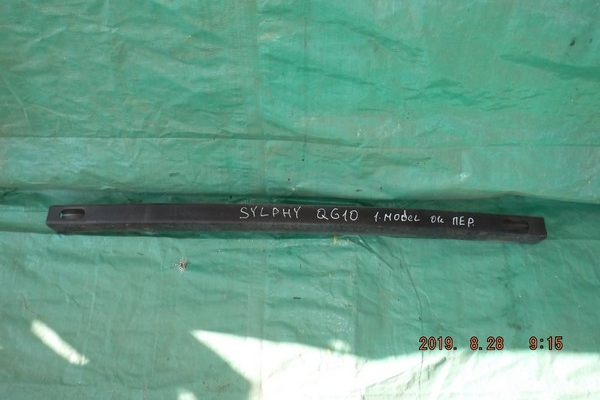 SYLPHY QG10 1.MODEL ПЕР.
2019. 8.28 9:15